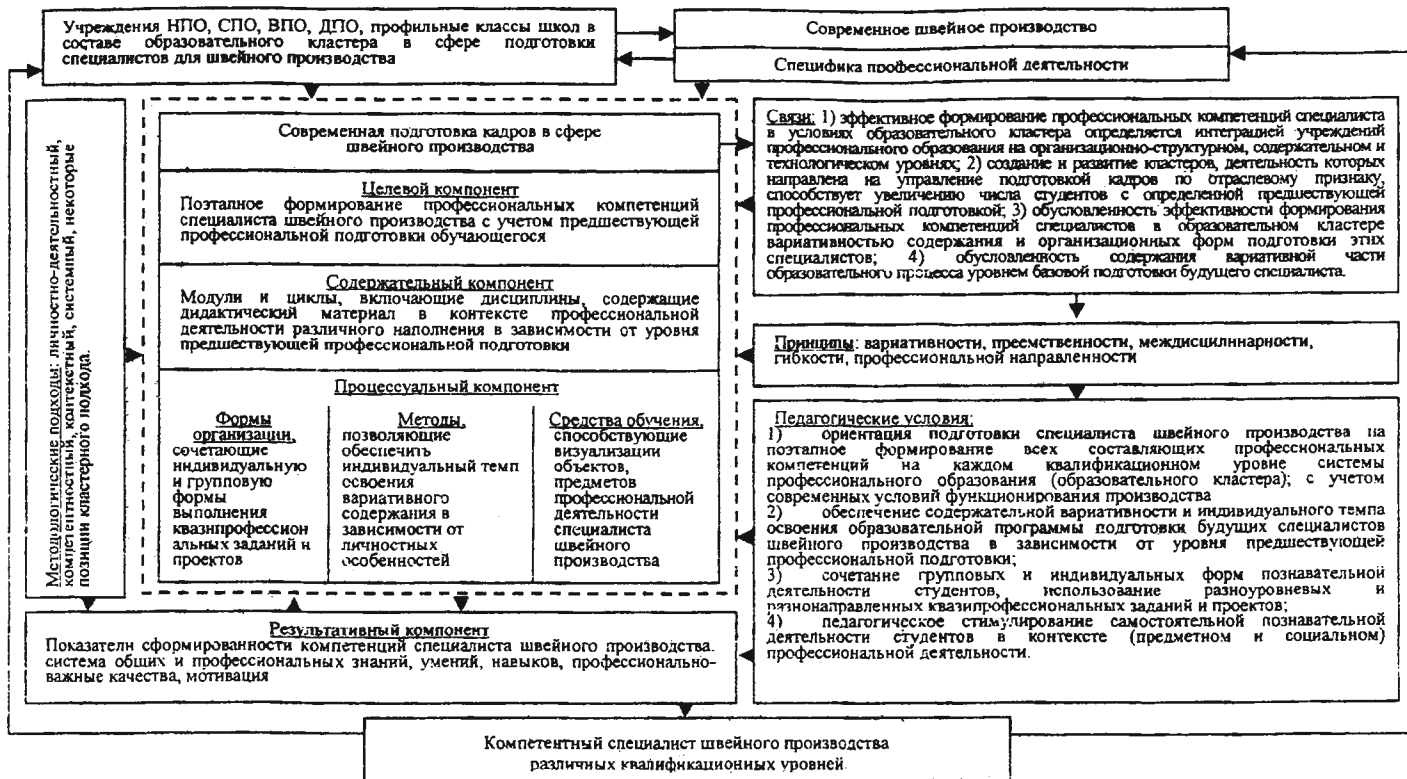 Учреждения НПО, СПО, ВПО, ДПО, профильные классы школ в
составе образовательного кластера в сфере подготовки
специалистов для швейного производства
Современное швейное производство
Специфика профессиональной деятельности
Методологические подходы: личностно-деятельностный,
компетентностный, контекстный, системный, некоторые
позиции кластерного подхода.
Современная подготовка кадров в сфере
швейного производства
Целевой компонент
Поэтапное формирование профессиональных компетенций
специалиста швейного производства с учетом предшествующей
профессиональной подготовки обучающегося
Содержательный компонент
Модули и циклы, включающие дисциплины, содержащие
дидактический материал в контексте профессиональной
деятельности различного наполнения в зависимости от уровня
предшествующей профессиональной подготовки
Процессуальный компонент
Формы
организации,
сочетающие
индивидуальную
и групповую
формы
выполнения
квазипрофессион
альных заданий и
проектов
Методы,
позволяющие
обеспечить
индивидуальный темп
освоения
вариативного
содержания в
зависимости от
личностных
особенностей
Средства обучения,
способствующие
визуализации
объектов,
предметов
профессиональной
деятельности
специалиста
швейного
производства
Связи: 1) эффективное формирование профессиональных компетенций специалиста
в условиях образовательного кластера определяется интеграцией учреждений
профессионального образования на организационно-структурном, содержательном и
технологическом уровнях; 2) создание и развитие кластеров, деятельность которых
направлена на управление подготовкой кадров по отраслевому признаку,
способствует увеличению числа студентов с определенной предшествующей
профессиональной подготовкой; 3) обусловленность эффективности формирования
профессиональных компетенций специалистов в образовательном кластере
вариативностью содержания и организационных форм подготовки этих
специалистов; 4) обусловленность содержания вариативной части
образовательного процесса уровнем базовой подготовки будущего специалиста.
Принципы: вариативности, преемственности, междисциплинарности,
гибкости, профессиональной направленности
Педагогические условия:
1) ориентация подготовки специалиста швейного производства на
поэтапное формирование всех составляющих профессиональных
компетенций на каждом квалификационном уровне системы
профессионального образования (образовательного кластера); с учетом
современных условий функционирования производства
2) обеспечение содержательной вариативности и индивидуального темпа
освоения образовательной программы подготовки будущих специалистов
швейного производства в зависимости от уровня предшествующей
профессиональной подготовки;
3) сочетание групповых и индивидуальных форм познавательной
деятельности студентов, использование разноуровневых и
разнонаправленных квазипрофессиональных заданий и проектов;
4) педагогическое стимулирование самостоятельной познавательной
деятельности студентов в контексте (предметном и социальном)
профессиональной деятельности.
Результативный компонент
Показатели сформированности компетенций специалиста швейного производства.
система общих и профессиональных знаний, умений, навыков, профессионально-
важные качества, мотивация
Компетентный специалист швейного производства
различных квалификационных уровней